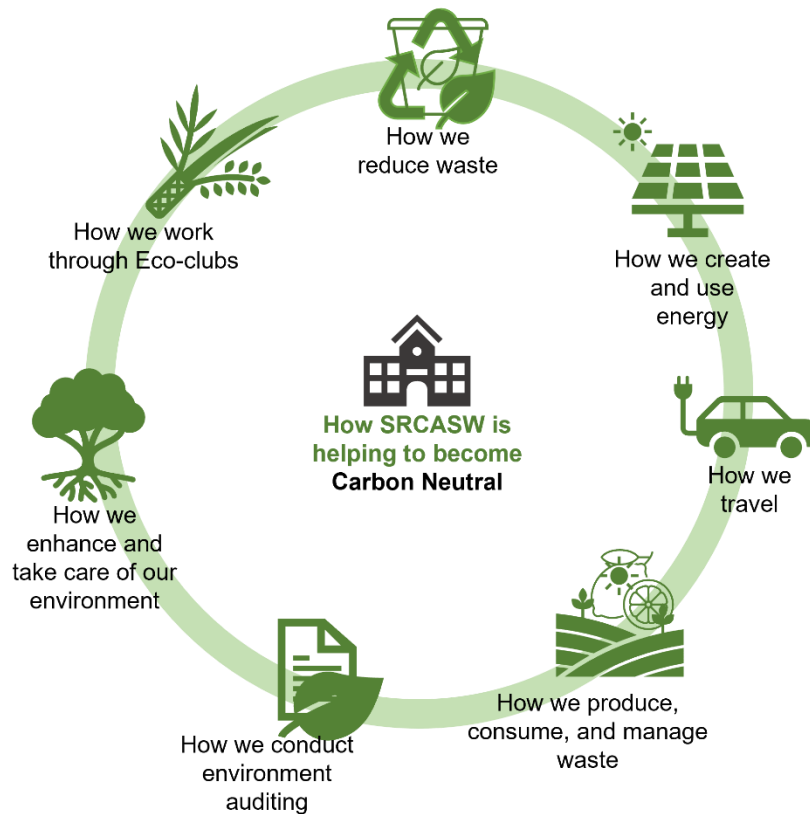 How we
reduce waste
How we create
and use
energy
How we
travel
How we produce,
consume, and manage
waste
How we conduct
environment
auditing
How we
enhance and
take care of our
environment
How we work
through Eco-clubs
How SRCASW is
helping to become
Carbon Neutral